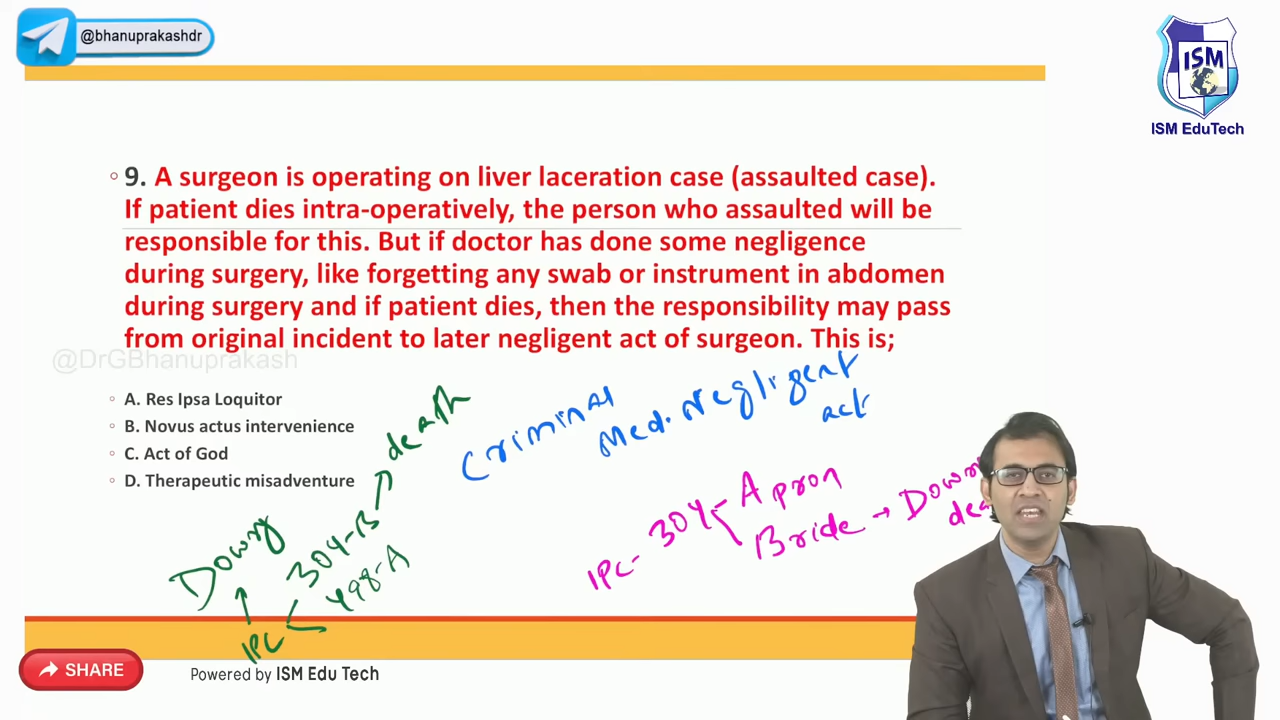 @bhanuprakashdr
ISM
ISM EduTech
9. A surgeon is operating on liver laceration case (assaulted case).
If patient dies intra-operatively, the person who assaulted will be
responsible for this. But if doctor has done some negligence
during surgery, like forgetting any swab or instrument in abdomen
during surgery and if patient dies, then the responsibility may pass
from original incident to later negligent act of surgeon. This is;
@DrGBhanuprakash
A. Res Ipsa Loquitor
B. Novus actus intervenience
C. Act of God
D. Therapeutic misadventure
Criminal
Med. Negligent
act
death
Dowry
304-B
498-A
IPC
IPC- 304 - Apron
Bride → Dowry
SHARE
Powered by ISM Edu Tech